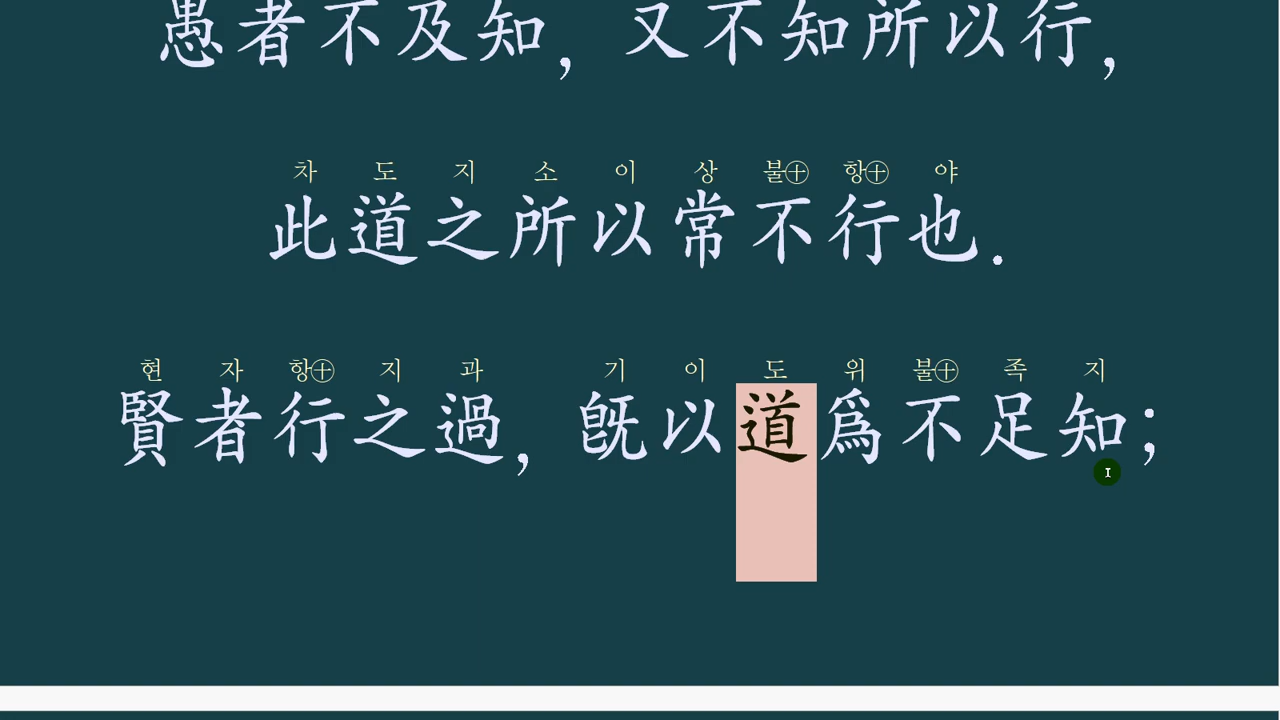 愚者不及知, 又不知所以行,
차 도 지 소 이 상 불㊉ 항㊉ 야
此道之所以常不行也.
현 자 항㊉ 지 과 기 이 도 위 불㊉ 족 지
賢者行之過, 旣以道爲不足知;